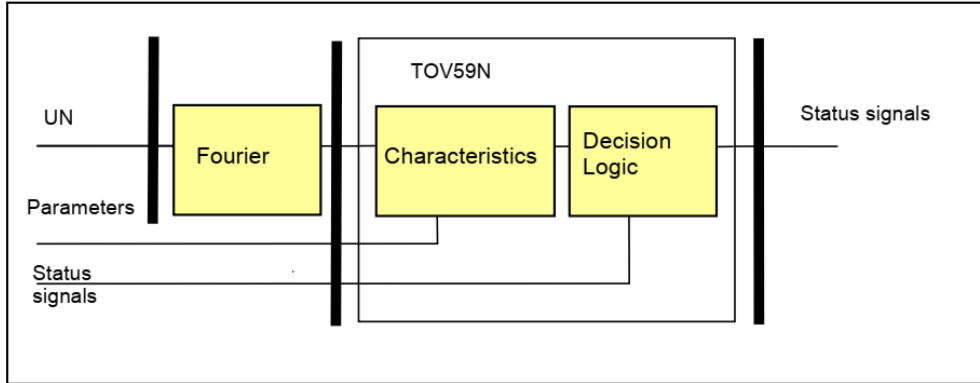 TOV59N
UN
Status signals
Fourier
Characteristics
Decision
Logic
Parameters
Status
signals